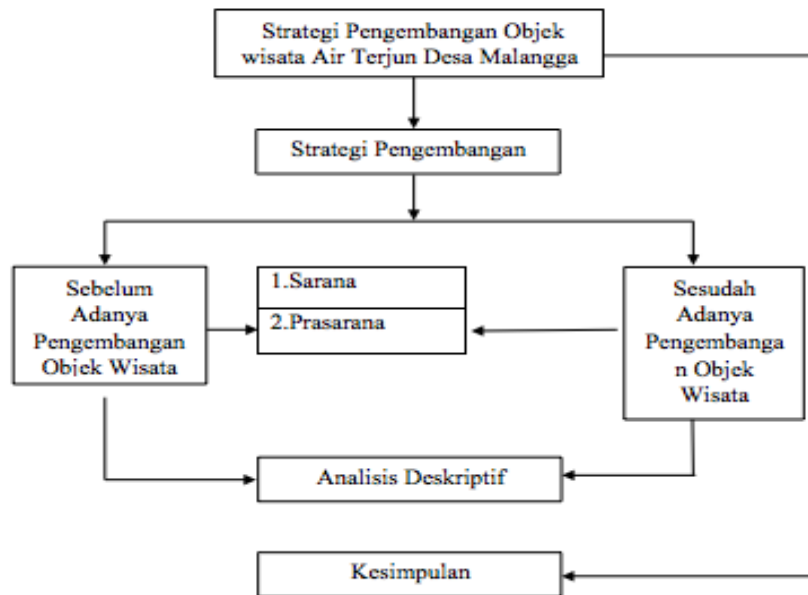 Strategi Pengembangan Objek
wisata Air Terjun Desa Malangga
Strategi Pengembangan
Sebelum
Adanya
Pengembangan
Objek Wisata
1.Sarana
2.Prasarana
Sesudah
Adanya
Pengembanga
n Objek
Wisata
Analisis Deskriptif
Kesimpulan